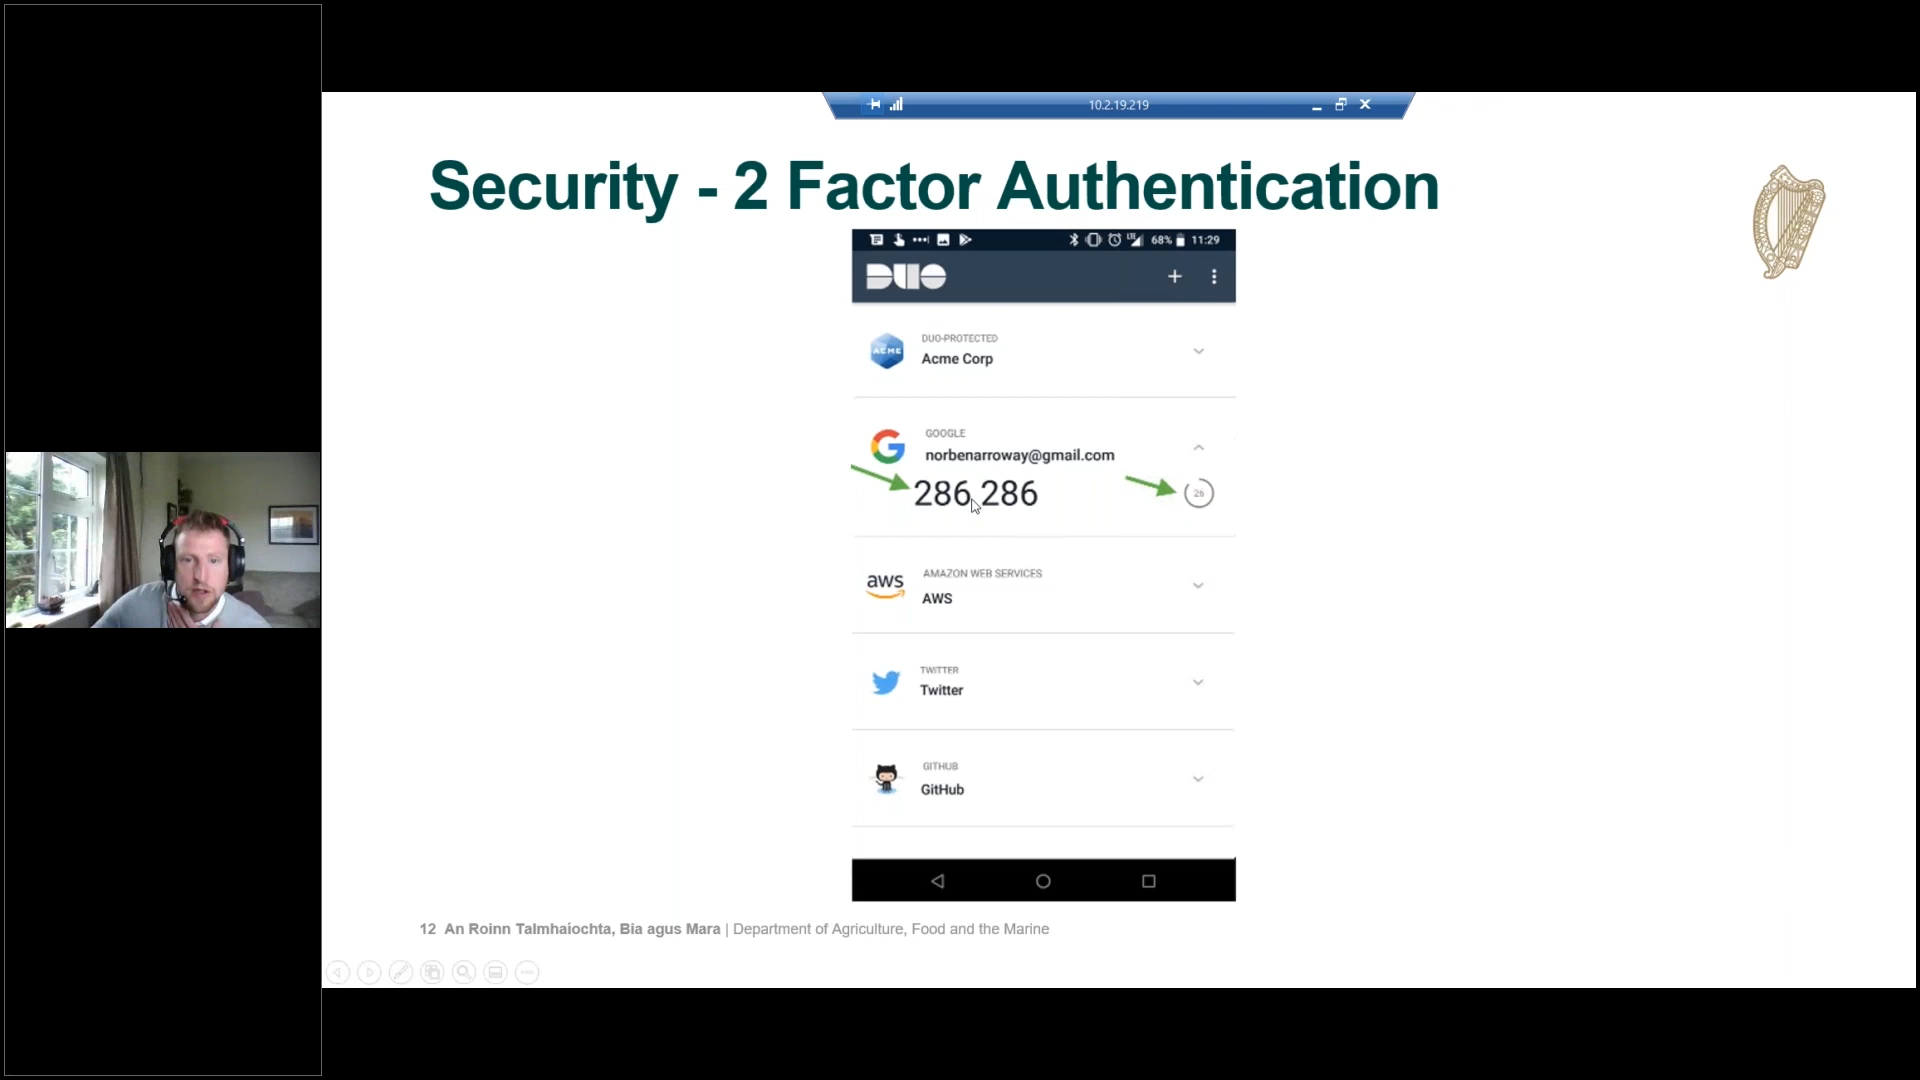 10.2.19.219
Security - 2 Factor Authentication
68% 11:29
DUO
ACME
DUO-PROTECTED
Acme Corp
GOOGLE
norbenarroway@gmail.com
286 286
26
aws
AMAZON WEB SERVICES
AWS
TWITTER
Twitter
GITHUB
GitHub
12 An Roinn Talmhaíochta, Bia agus Mara | Department of Agriculture, Food and the Marine